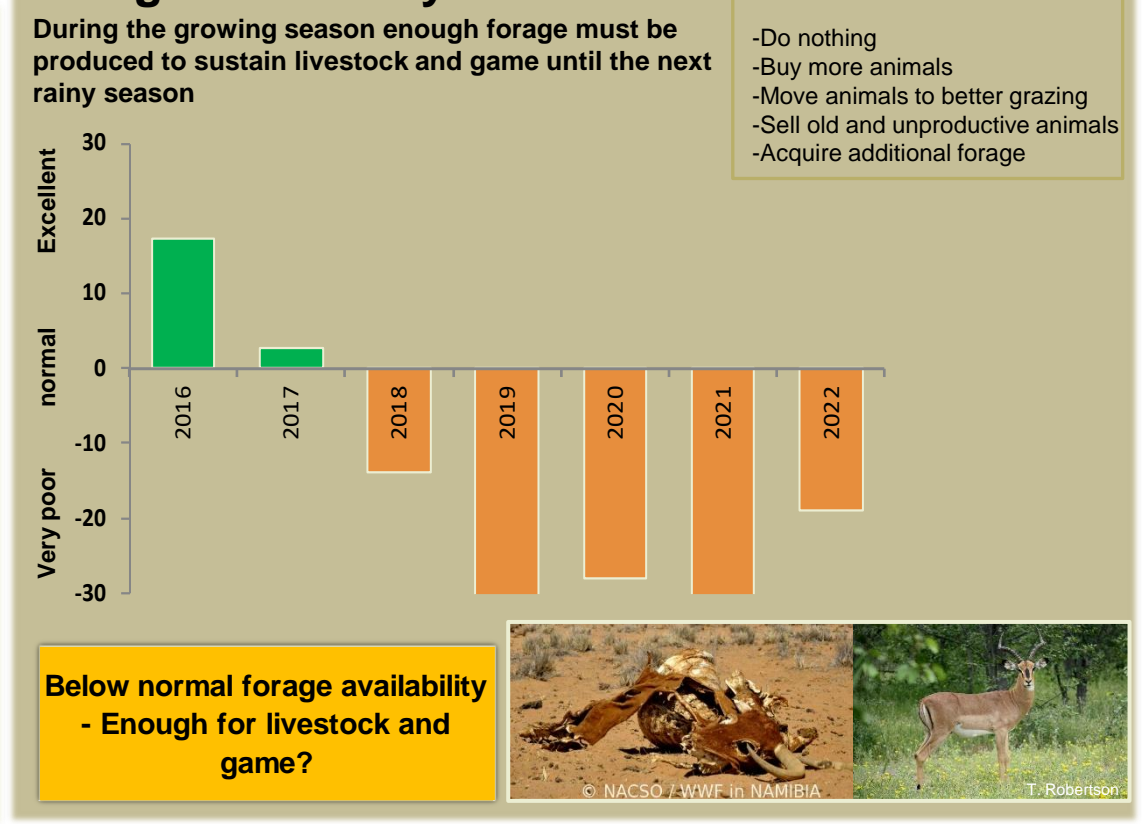 During the growing season enough forage must be
produced to sustain livestock and game until the next
rainy season
-Do nothing
-Buy more animals
-Move animals to better grazing
-Sell old and unproductive animals
-Acquire additional forage
Excellent
normal
Very poor
30
20
10
0
-10
-20
-30
2016
2017
2018
2019
2020
2021
2022
Below normal forage availability
- Enough for livestock and
game?
© NACSO / WWF in NAMIBIA
T. Robertson